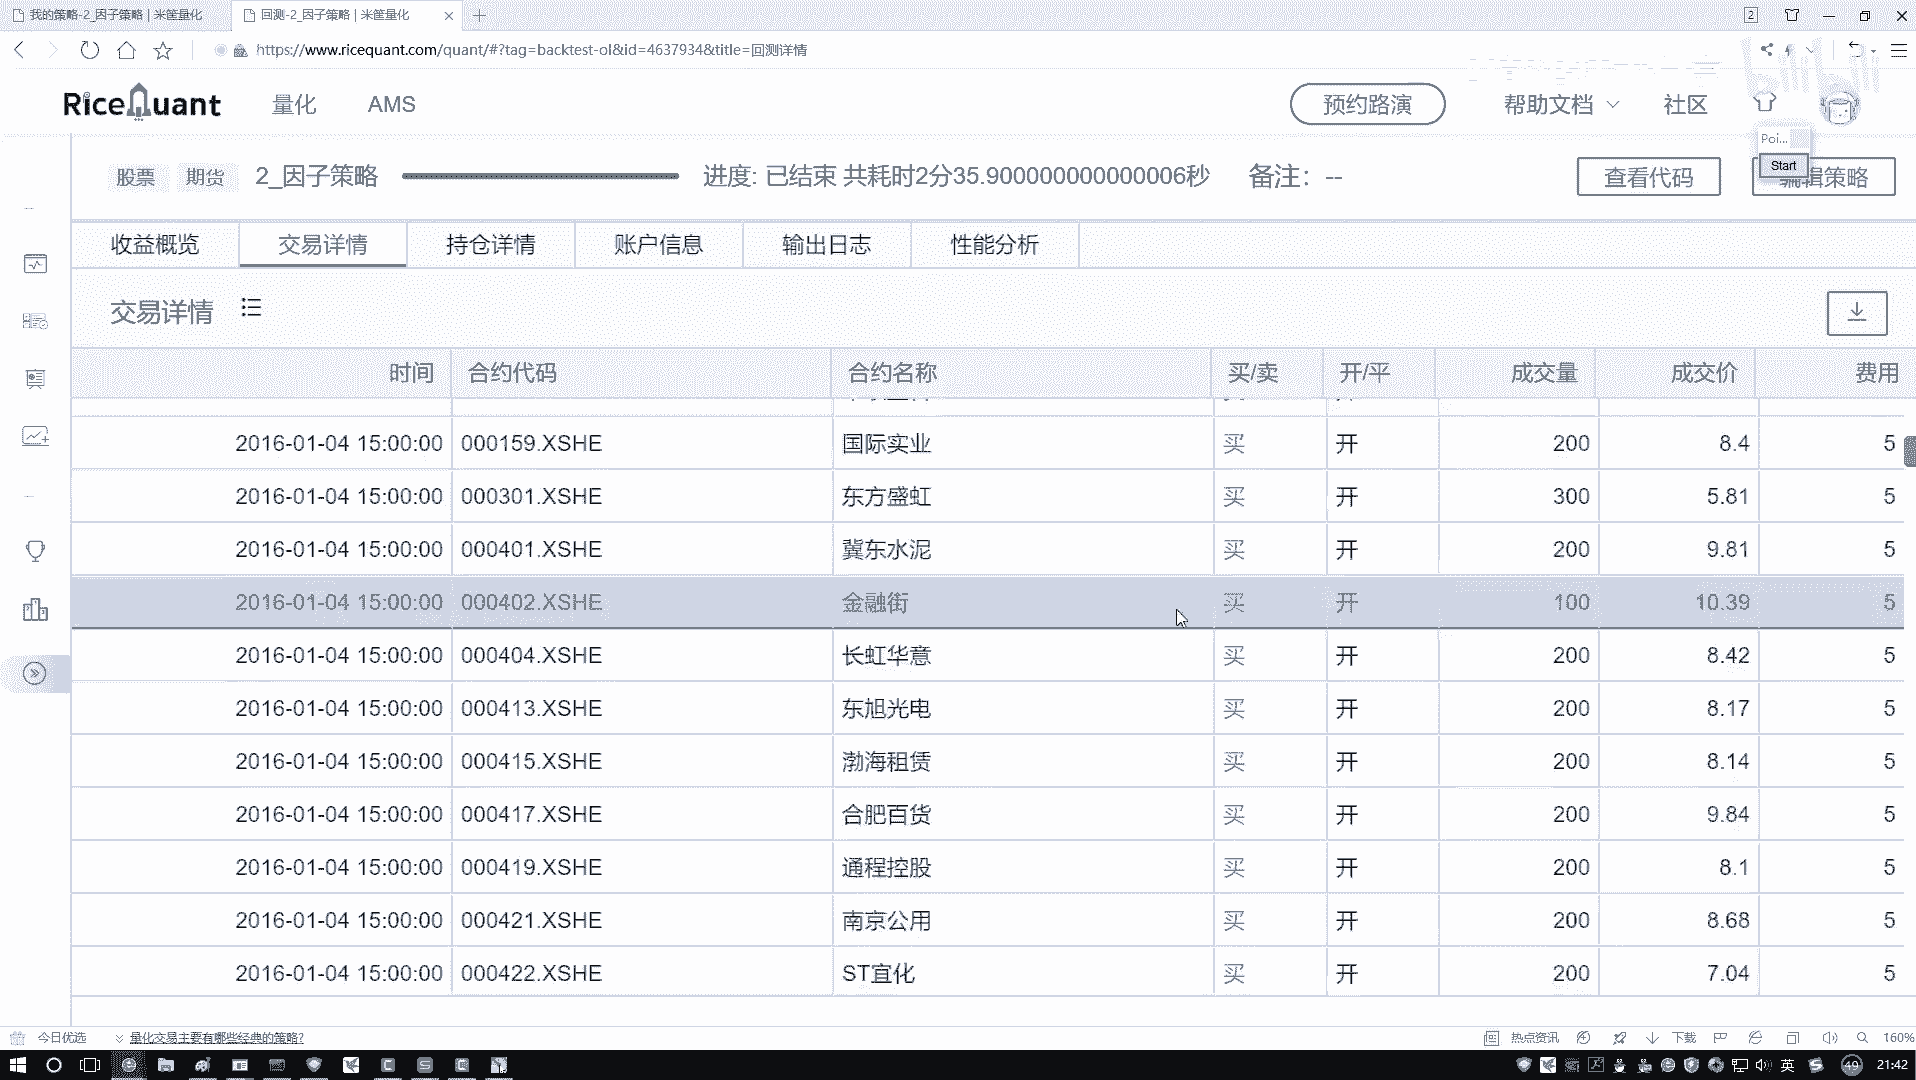 我的策略-2_因子策略 | 米筐量化
回测-2_因子策略 | 米筐量化
2
https://www.ricequant.com/quant/#?tag=backtest-ol&id=4637934&title=回测详情
RiceQuant 量化 AMS 预约路演 帮助文档 社区
Poi...
Start
股票 期货 2_因子策略 进度: 已结束 共耗时2分35.900000000000006秒 备注: -- 查看代码 编辑策略
收益概览 交易详情 持仓详情 账户信息 输出日志 性能分析
交易详情
时间 合约代码 合约名称 买/卖 开/平 成交量 成交价 费用
2016-01-04 15:00:00 000159.XSHE 国际实业 买 开 200 8.4 5
2016-01-04 15:00:00 000301.XSHE 东方盛虹 买 开 300 5.81 5
2016-01-04 15:00:00 000401.XSHE 冀东水泥 买 开 200 9.81 5
2016-01-04 15:00:00 000402.XSHE 金融街 买 开 100 10.39 5
2016-01-04 15:00:00 000404.XSHE 长虹华意 买 开 200 8.42 5
2016-01-04 15:00:00 000413.XSHE 东旭光电 买 开 200 8.17 5
2016-01-04 15:00:00 000415.XSHE 渤海租赁 买 开 200 8.14 5
2016-01-04 15:00:00 000417.XSHE 合肥百货 买 开 200 9.84 5
2016-01-04 15:00:00 000419.XSHE 通程控股 买 开 200 8.1 5
2016-01-04 15:00:00 000421.XSHE 南京公用 买 开 200 8.68 5
2016-01-04 15:00:00 000422.XSHE ST宜化 买 开 200 7.04 5
今日优选 量化交易主要有哪些经典的策略? 热点资讯 下载 160%
英 49 21:42